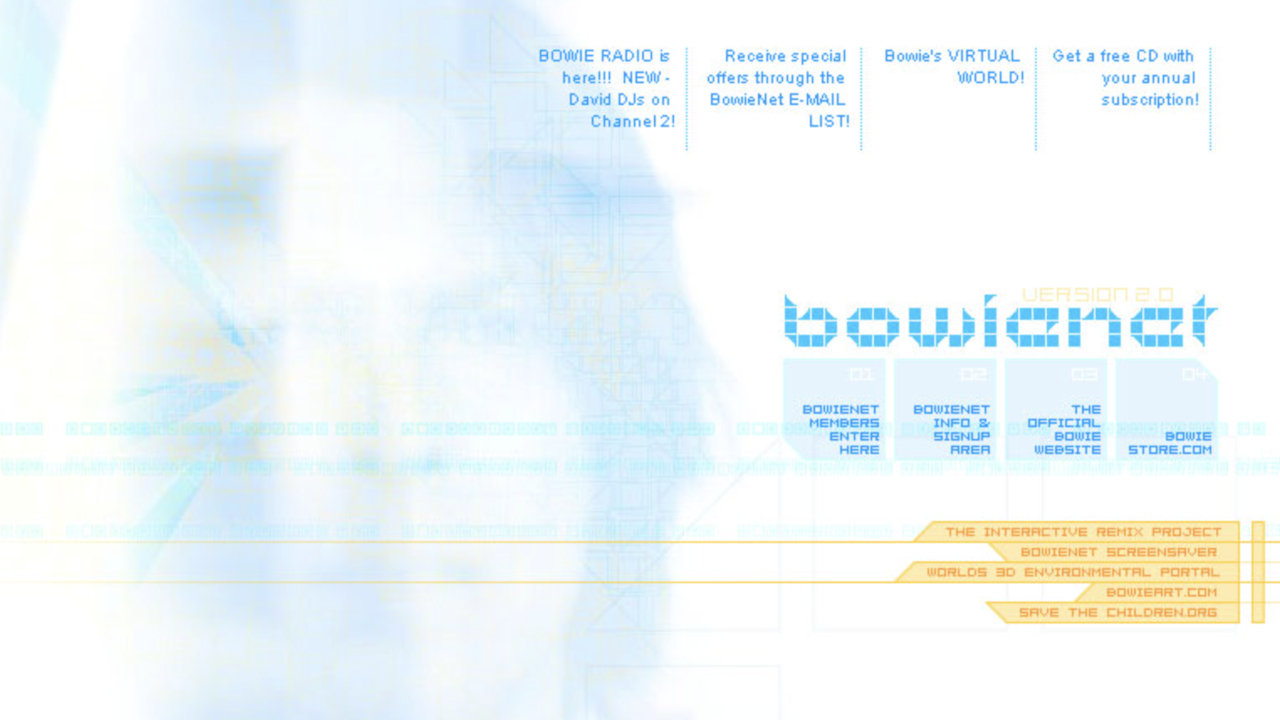 BOWIE RADIO is
here!!! NEW -
David DJs on
Channel 2!
Receive special
offers through the
BowieNet E-MAIL
LIST!
Bowie's VIRTUAL
WORLD!
Get a free CD with
your annual
subscription!
VERSION 2.0
bowienet
01
BOWIENET
MEMBERS
ENTER
HERE
02
BOWIENET
INFO &
SIGNUP
AREA
03
THE
OFFICIAL
BOWIE
WEBSITE
04
BOWIE
STORE.COM
THE INTERACTIVE REMIX PROJECT
BOWIENET SCREENSAVER
WORLDS 3D ENVIRONMENTAL PORTAL
BOWIEART.COM
SAVE THE CHILDREN.ORG